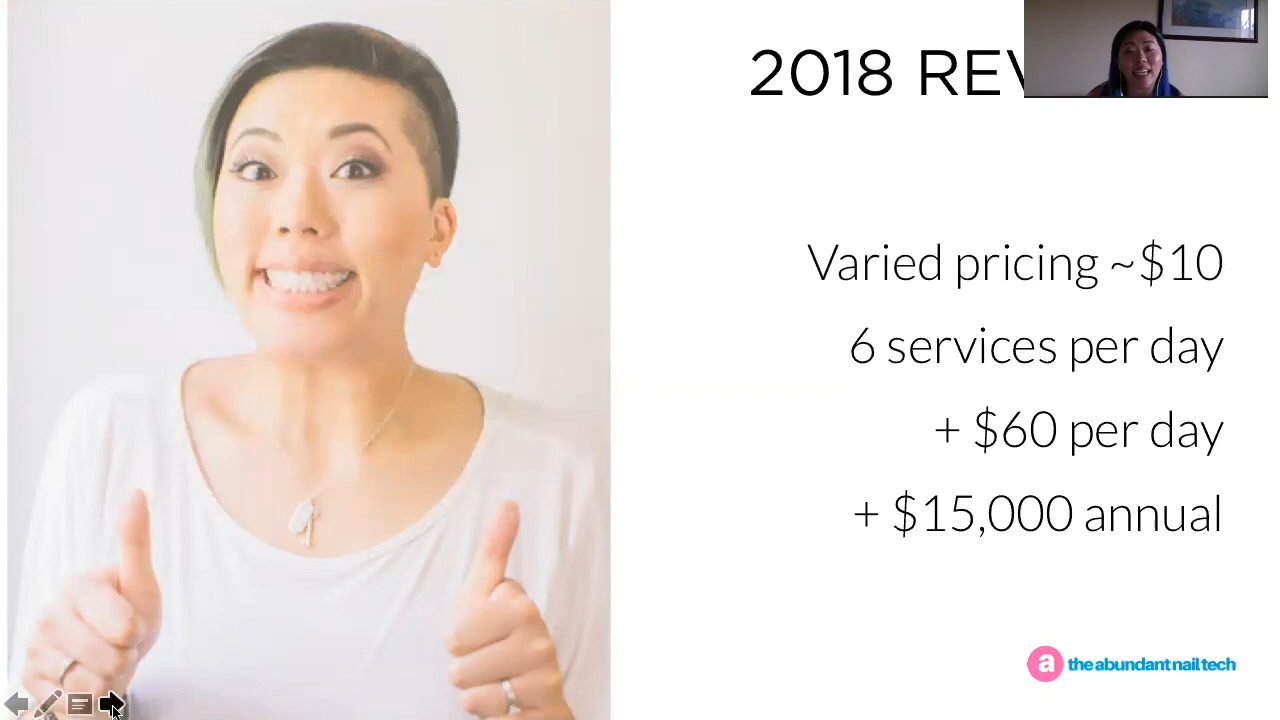 2018 REV
Varied pricing ~$10
6 services per day
+ $60 per day
+ $15,000 annual
a the abundant nail tech